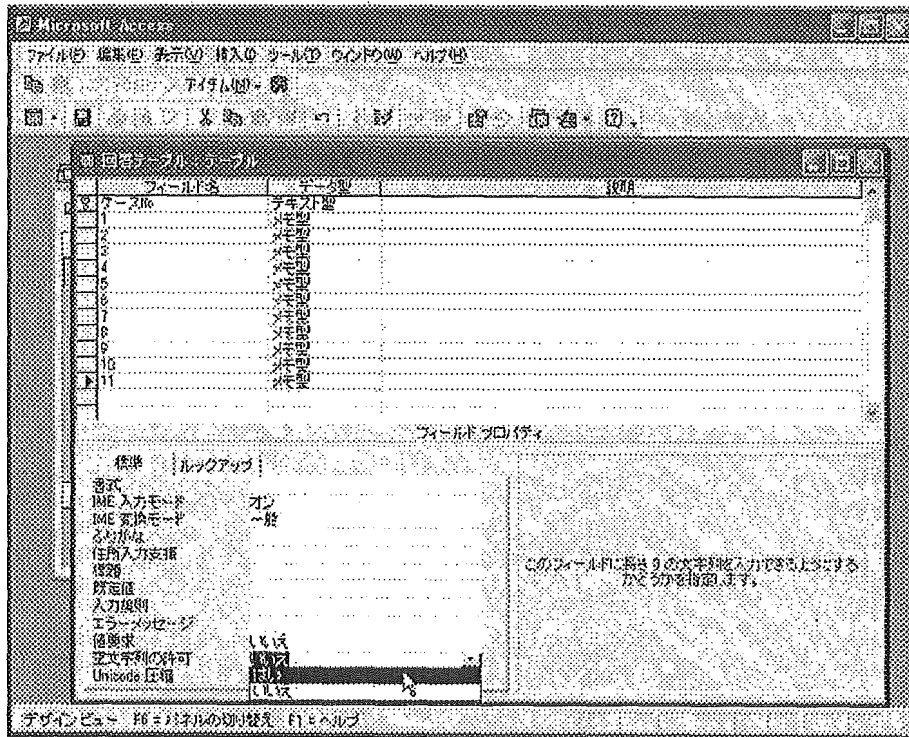 Microsoft Access
ファイル(F) 編集(E) 表示(V) 挿入(I) ツール(T) ウィンドウ(W) ヘルプ(H)
アイテム(N)
回答テーブル : テーブル
フィールド名 データ型 説明
ケースNo テキスト型
1 メモ型
2 メモ型
3 メモ型
4 メモ型
5 メモ型
6 メモ型
7 メモ型
8 メモ型
9 メモ型
10 メモ型
11 メモ型
フィールド プロパティ
標準 ルックアップ
書式
IME 入力モード オン
IME 変換モード 一般
ふりがな
住所入力支援
標題
既定値
入力規則
エラーメッセージ
値要求 いいえ
空文字列の許可 いいえ
Unicode 圧縮 はい
いいえ
このフィールドに長さ 0 の文字列を入力できるようにする
かどうかを指定します。
デザインビュー F6 = パネルの切り替え F1 = ヘルプ